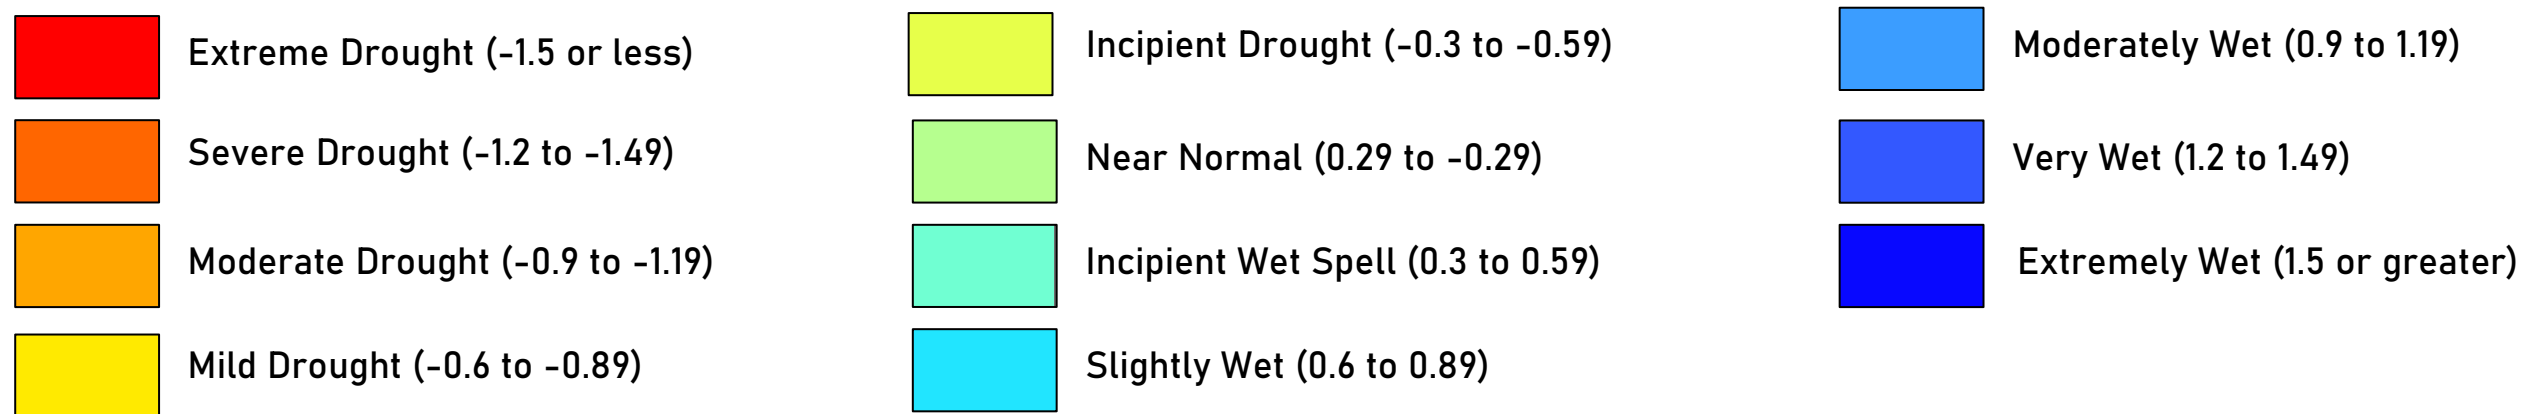 Extreme Drought (-1.5 or less)
Severe Drought (-1.2 to -1.49)
Moderate Drought (-0.9 to -1.19)
Mild Drought (-0.6 to -0.89)
Incipient Drought (-0.3 to -0.59)
Near Normal (0.29 to -0.29)
Incipient Wet Spell (0.3 to 0.59)
Slightly Wet (0.6 to 0.89)
Moderately Wet (0.9 to 1.19)
Very Wet (1.2 to 1.49)
Extremely Wet (1.5 or greater)